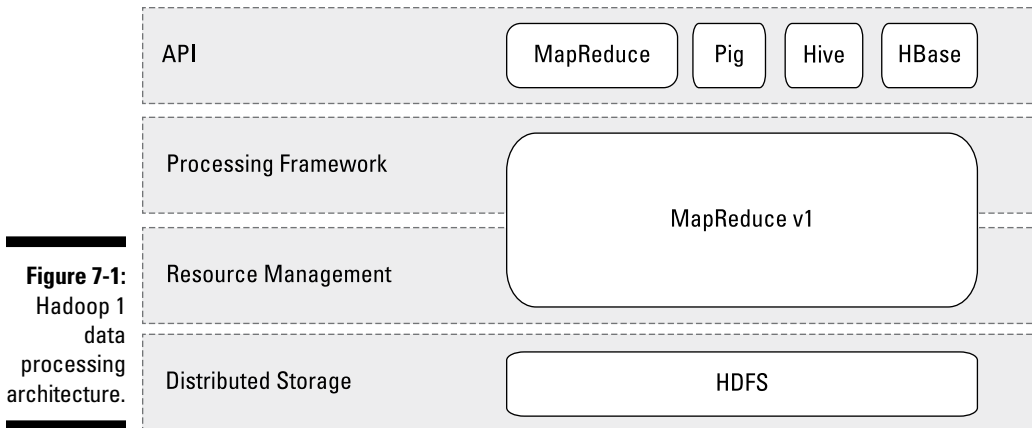 API
MapReduce
Pig
Hive
HBase
Processing Framework
MapReduce v1
Resource Management
Distributed Storage
HDFS
Figure 7-1:
Hadoop 1
data
processing
architecture.